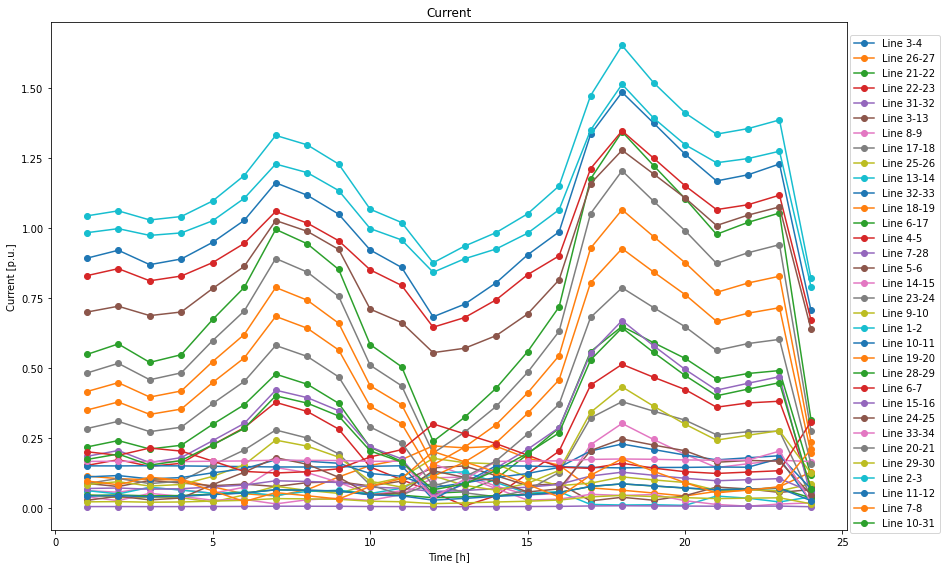 Current
Current [p.u.]
1.50
1.25
1.00
0.75
0.50
0.25
0.00
0
5
10
15
20
25
Time [h]
Line 3-4
Line 26-27
Line 21-22
Line 22-23
Line 31-32
Line 3-13
Line 8-9
Line 17-18
Line 25-26
Line 13-14
Line 32-33
Line 18-19
Line 6-17
Line 4-5
Line 7-28
Line 5-6
Line 14-15
Line 23-24
Line 9-10
Line 1-2
Line 10-11
Line 19-20
Line 28-29
Line 6-7
Line 15-16
Line 24-25
Line 33-34
Line 20-21
Line 29-30
Line 2-3
Line 11-12
Line 7-8
Line 10-31